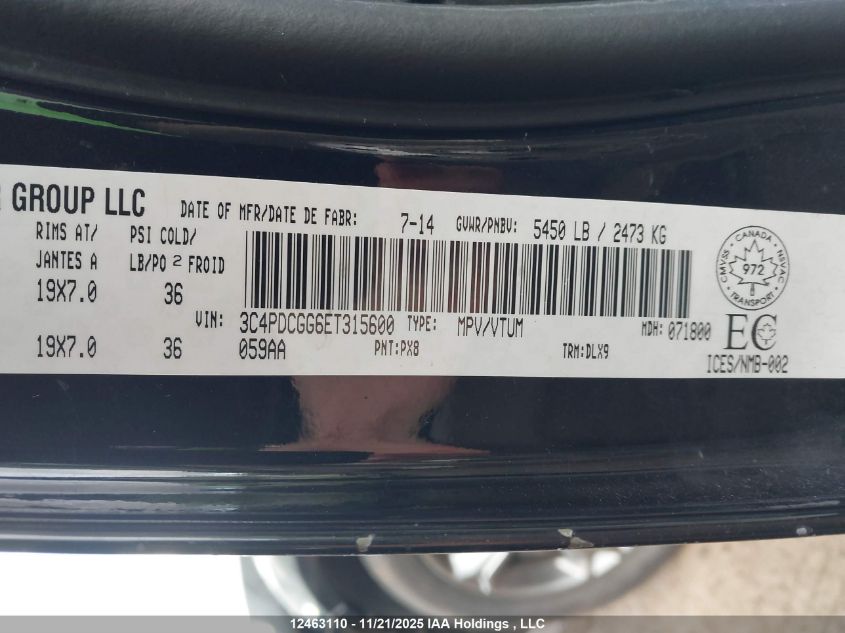 GROUP LLC DATE OF MFR/DATE DE FABR: 7-14 GVWR/PNBV: 5450 LB / 2473 KG
RIMS AT/ PSI COLD/
JANTES A LB/PO 2 FROID
19X7.0 36
VIN: 3C4PDCGG6ET315600 TYPE: MPV/VTUM MDH: 071800
19X7.0 36 059AA PNT:PX8 TRM:DLX9
CANADA
CMVSS 972 NSVAC
TRANSPORT
EC
ICES/NMB-002
12463110 - 11/21/2025 IAA Holdings , LLC